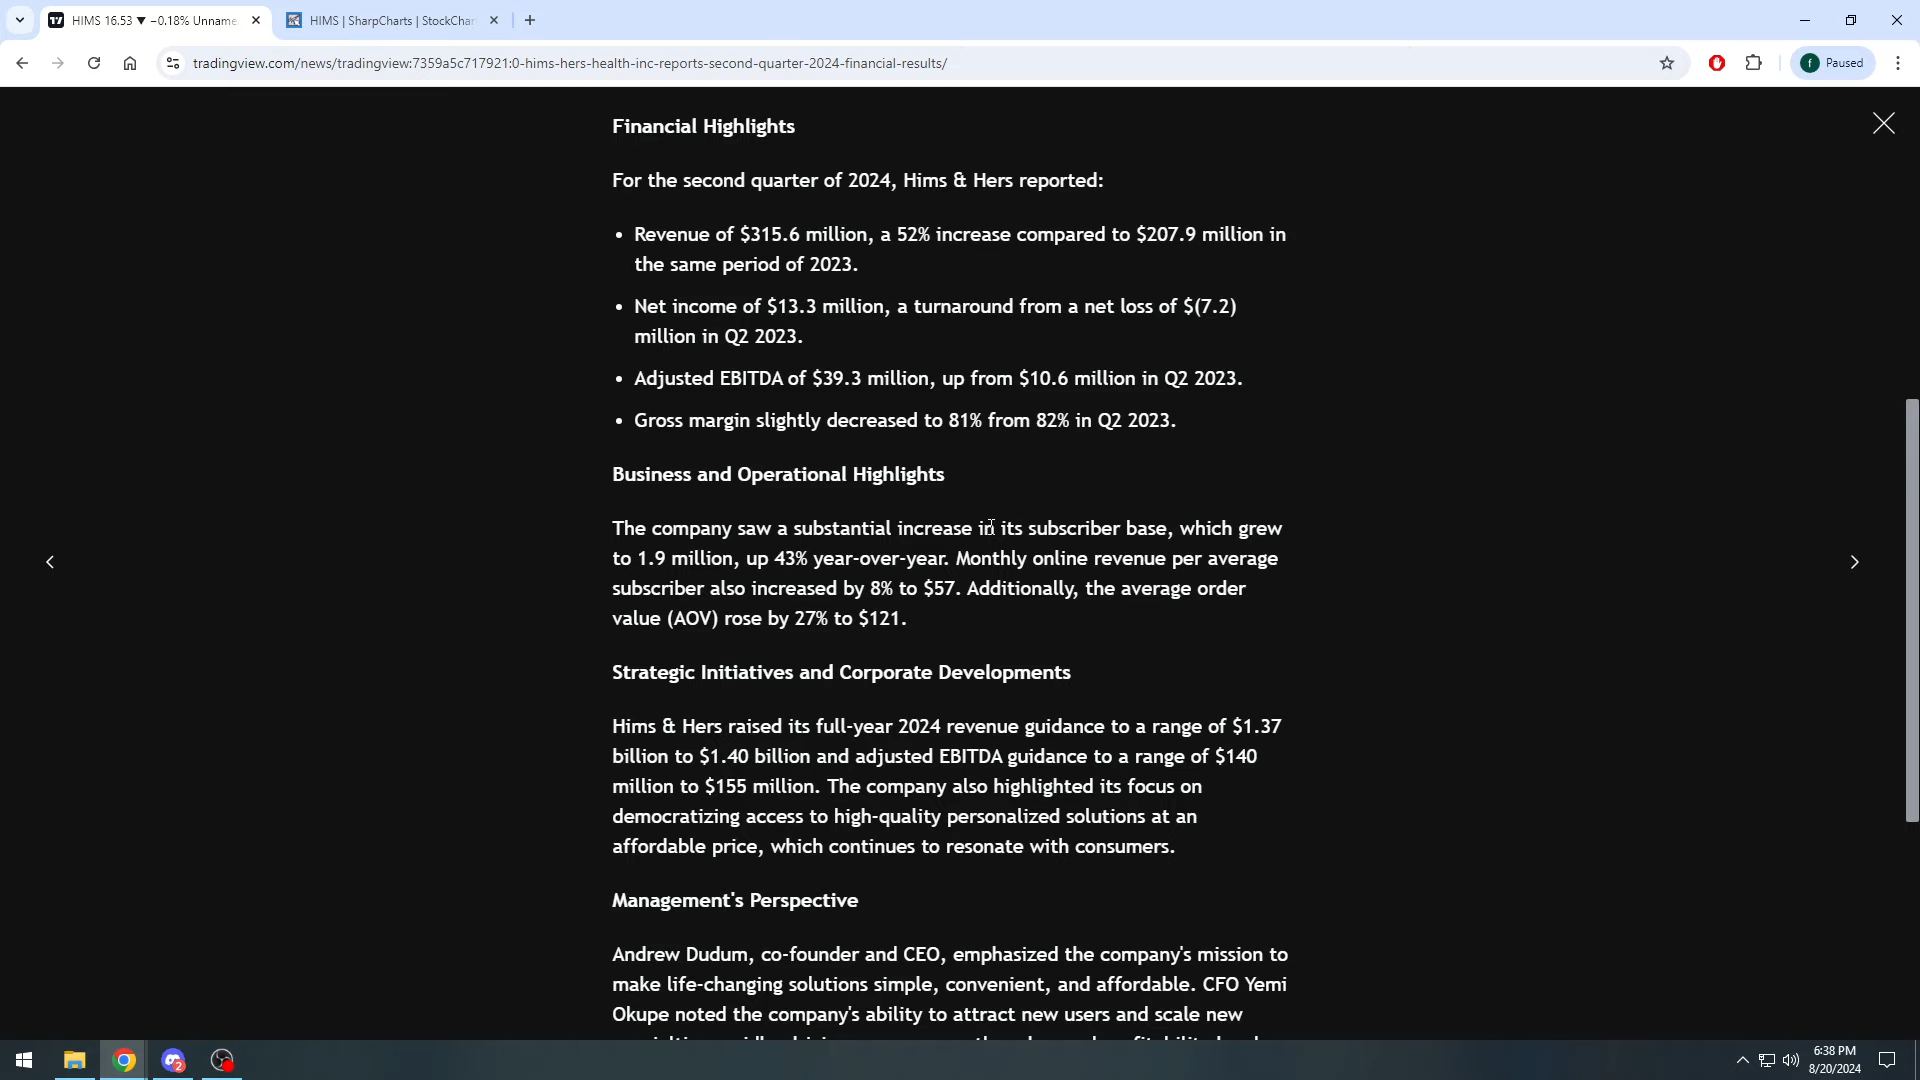 HIMS 16.53 ▼ −0.18% Unname
HIMS | SharpCharts | StockChar
tradingview.com/news/tradingview:7359a5c717921:0-hims-hers-health-inc-reports-second-quarter-2024-financial-results/
f Paused
Financial Highlights
For the second quarter of 2024, Hims & Hers reported:
• Revenue of $315.6 million, a 52% increase compared to $207.9 million in
the same period of 2023.
• Net income of $13.3 million, a turnaround from a net loss of $(7.2)
million in Q2 2023.
• Adjusted EBITDA of $39.3 million, up from $10.6 million in Q2 2023.
• Gross margin slightly decreased to 81% from 82% in Q2 2023.
Business and Operational Highlights
The company saw a substantial increase in its subscriber base, which grew
to 1.9 million, up 43% year-over-year. Monthly online revenue per average
subscriber also increased by 8% to $57. Additionally, the average order
value (AOV) rose by 27% to $121.
Strategic Initiatives and Corporate Developments
Hims & Hers raised its full-year 2024 revenue guidance to a range of $1.37
billion to $1.40 billion and adjusted EBITDA guidance to a range of $140
million to $155 million. The company also highlighted its focus on
democratizing access to high-quality personalized solutions at an
affordable price, which continues to resonate with consumers.
Management's Perspective
Andrew Dudum, co-founder and CEO, emphasized the company's mission to
make life-changing solutions simple, convenient, and affordable. CFO Yemi
Okupe noted the company's ability to attract new users and scale new
2
6:38 PM
8/20/2024